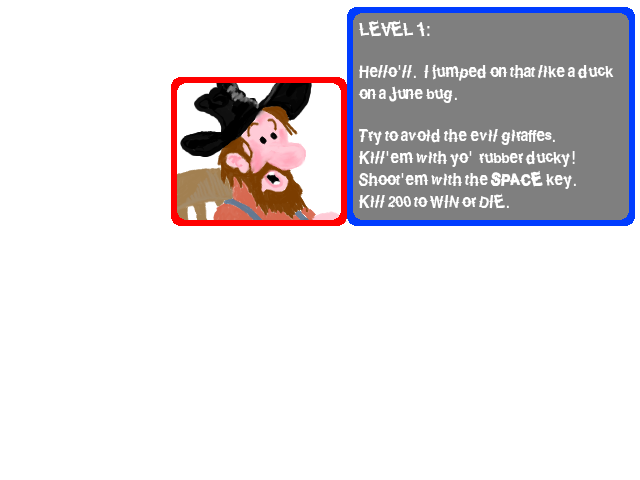 LEVEL 1:
Hello'll. I jumped on that like a duck
on a June bug.
Try to avoid the evil giraffes.
Kill'em with yo' rubber ducky!
Shoot'em with the SPACE key.
Kill 200 to WIN or DIE.